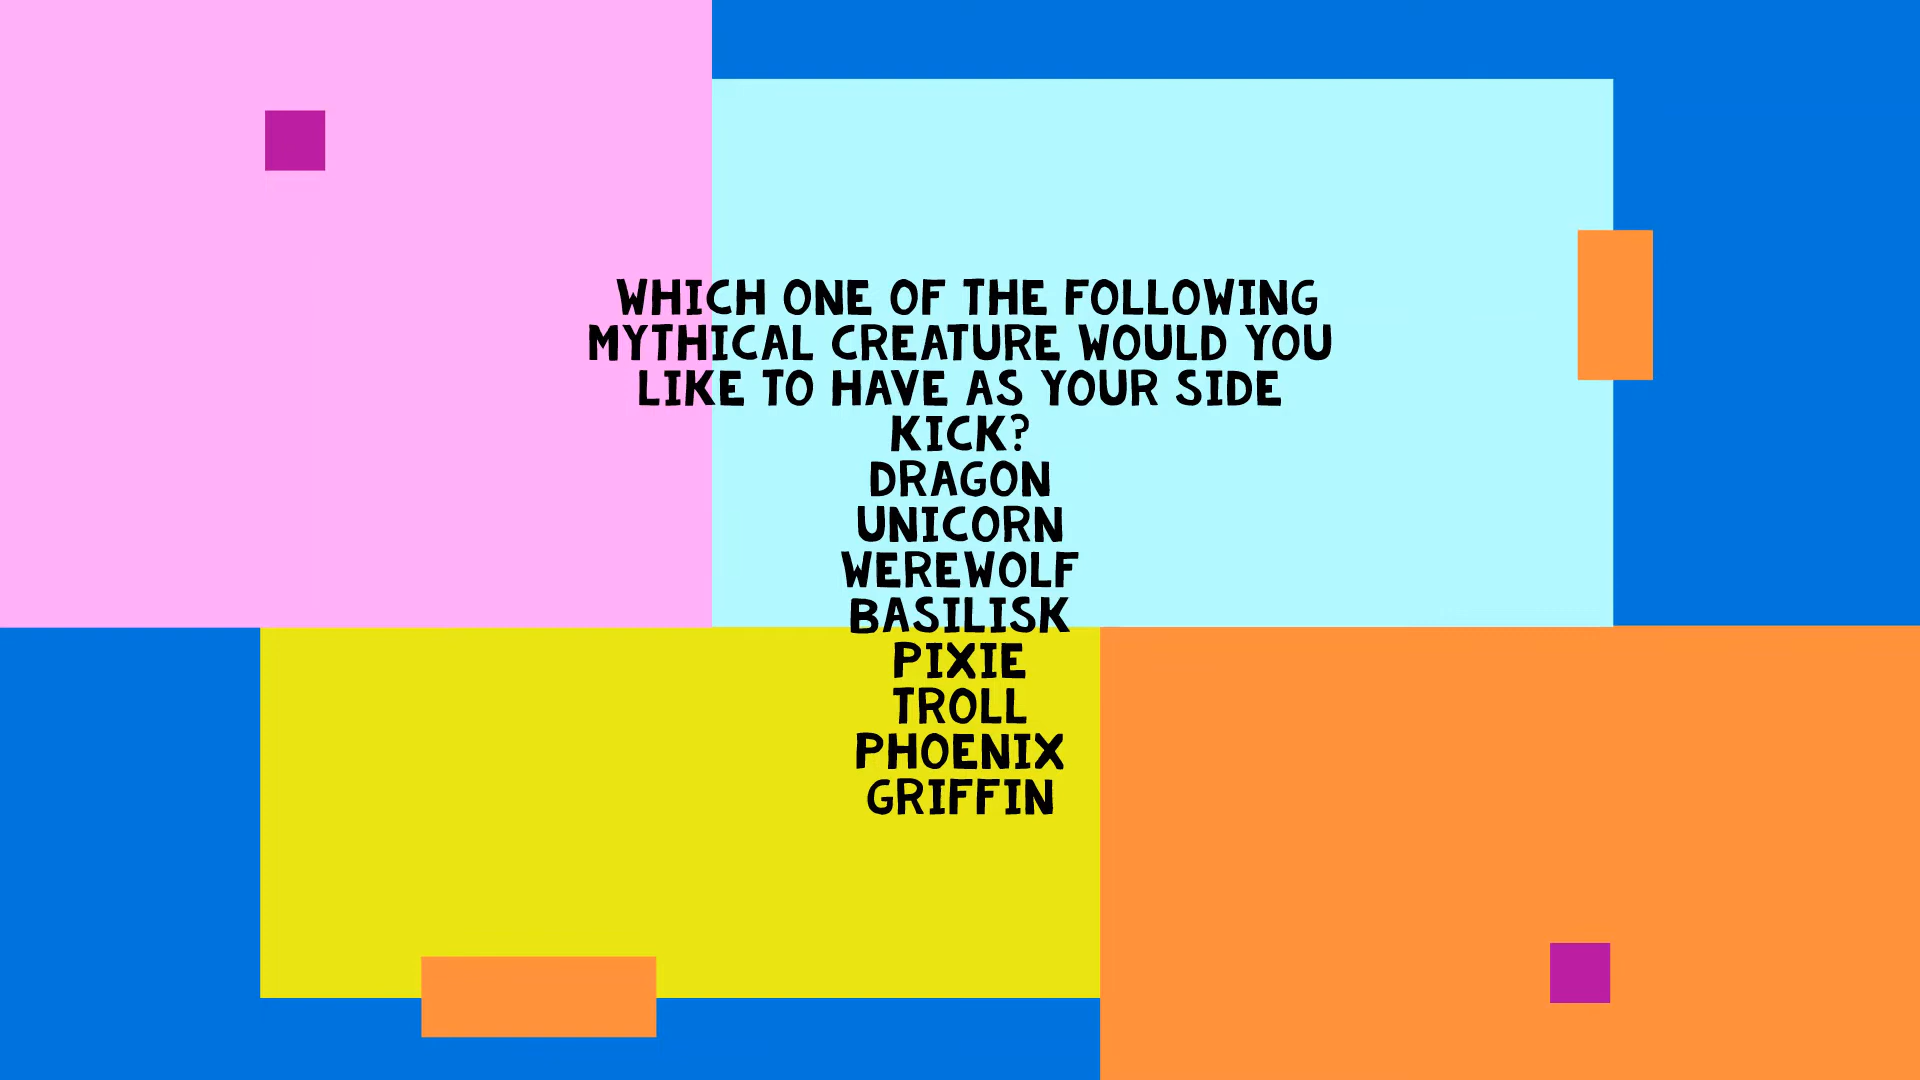 WHICH ONE OF THE FOLLOWING
MYTHICAL CREATURE WOULD YOU
LIKE TO HAVE AS YOUR SIDE
KICK?
DRAGON
UNICORN
WEREWOLF
BASILISK
PIXIE
TROLL
PHOENIX
GRIFFIN